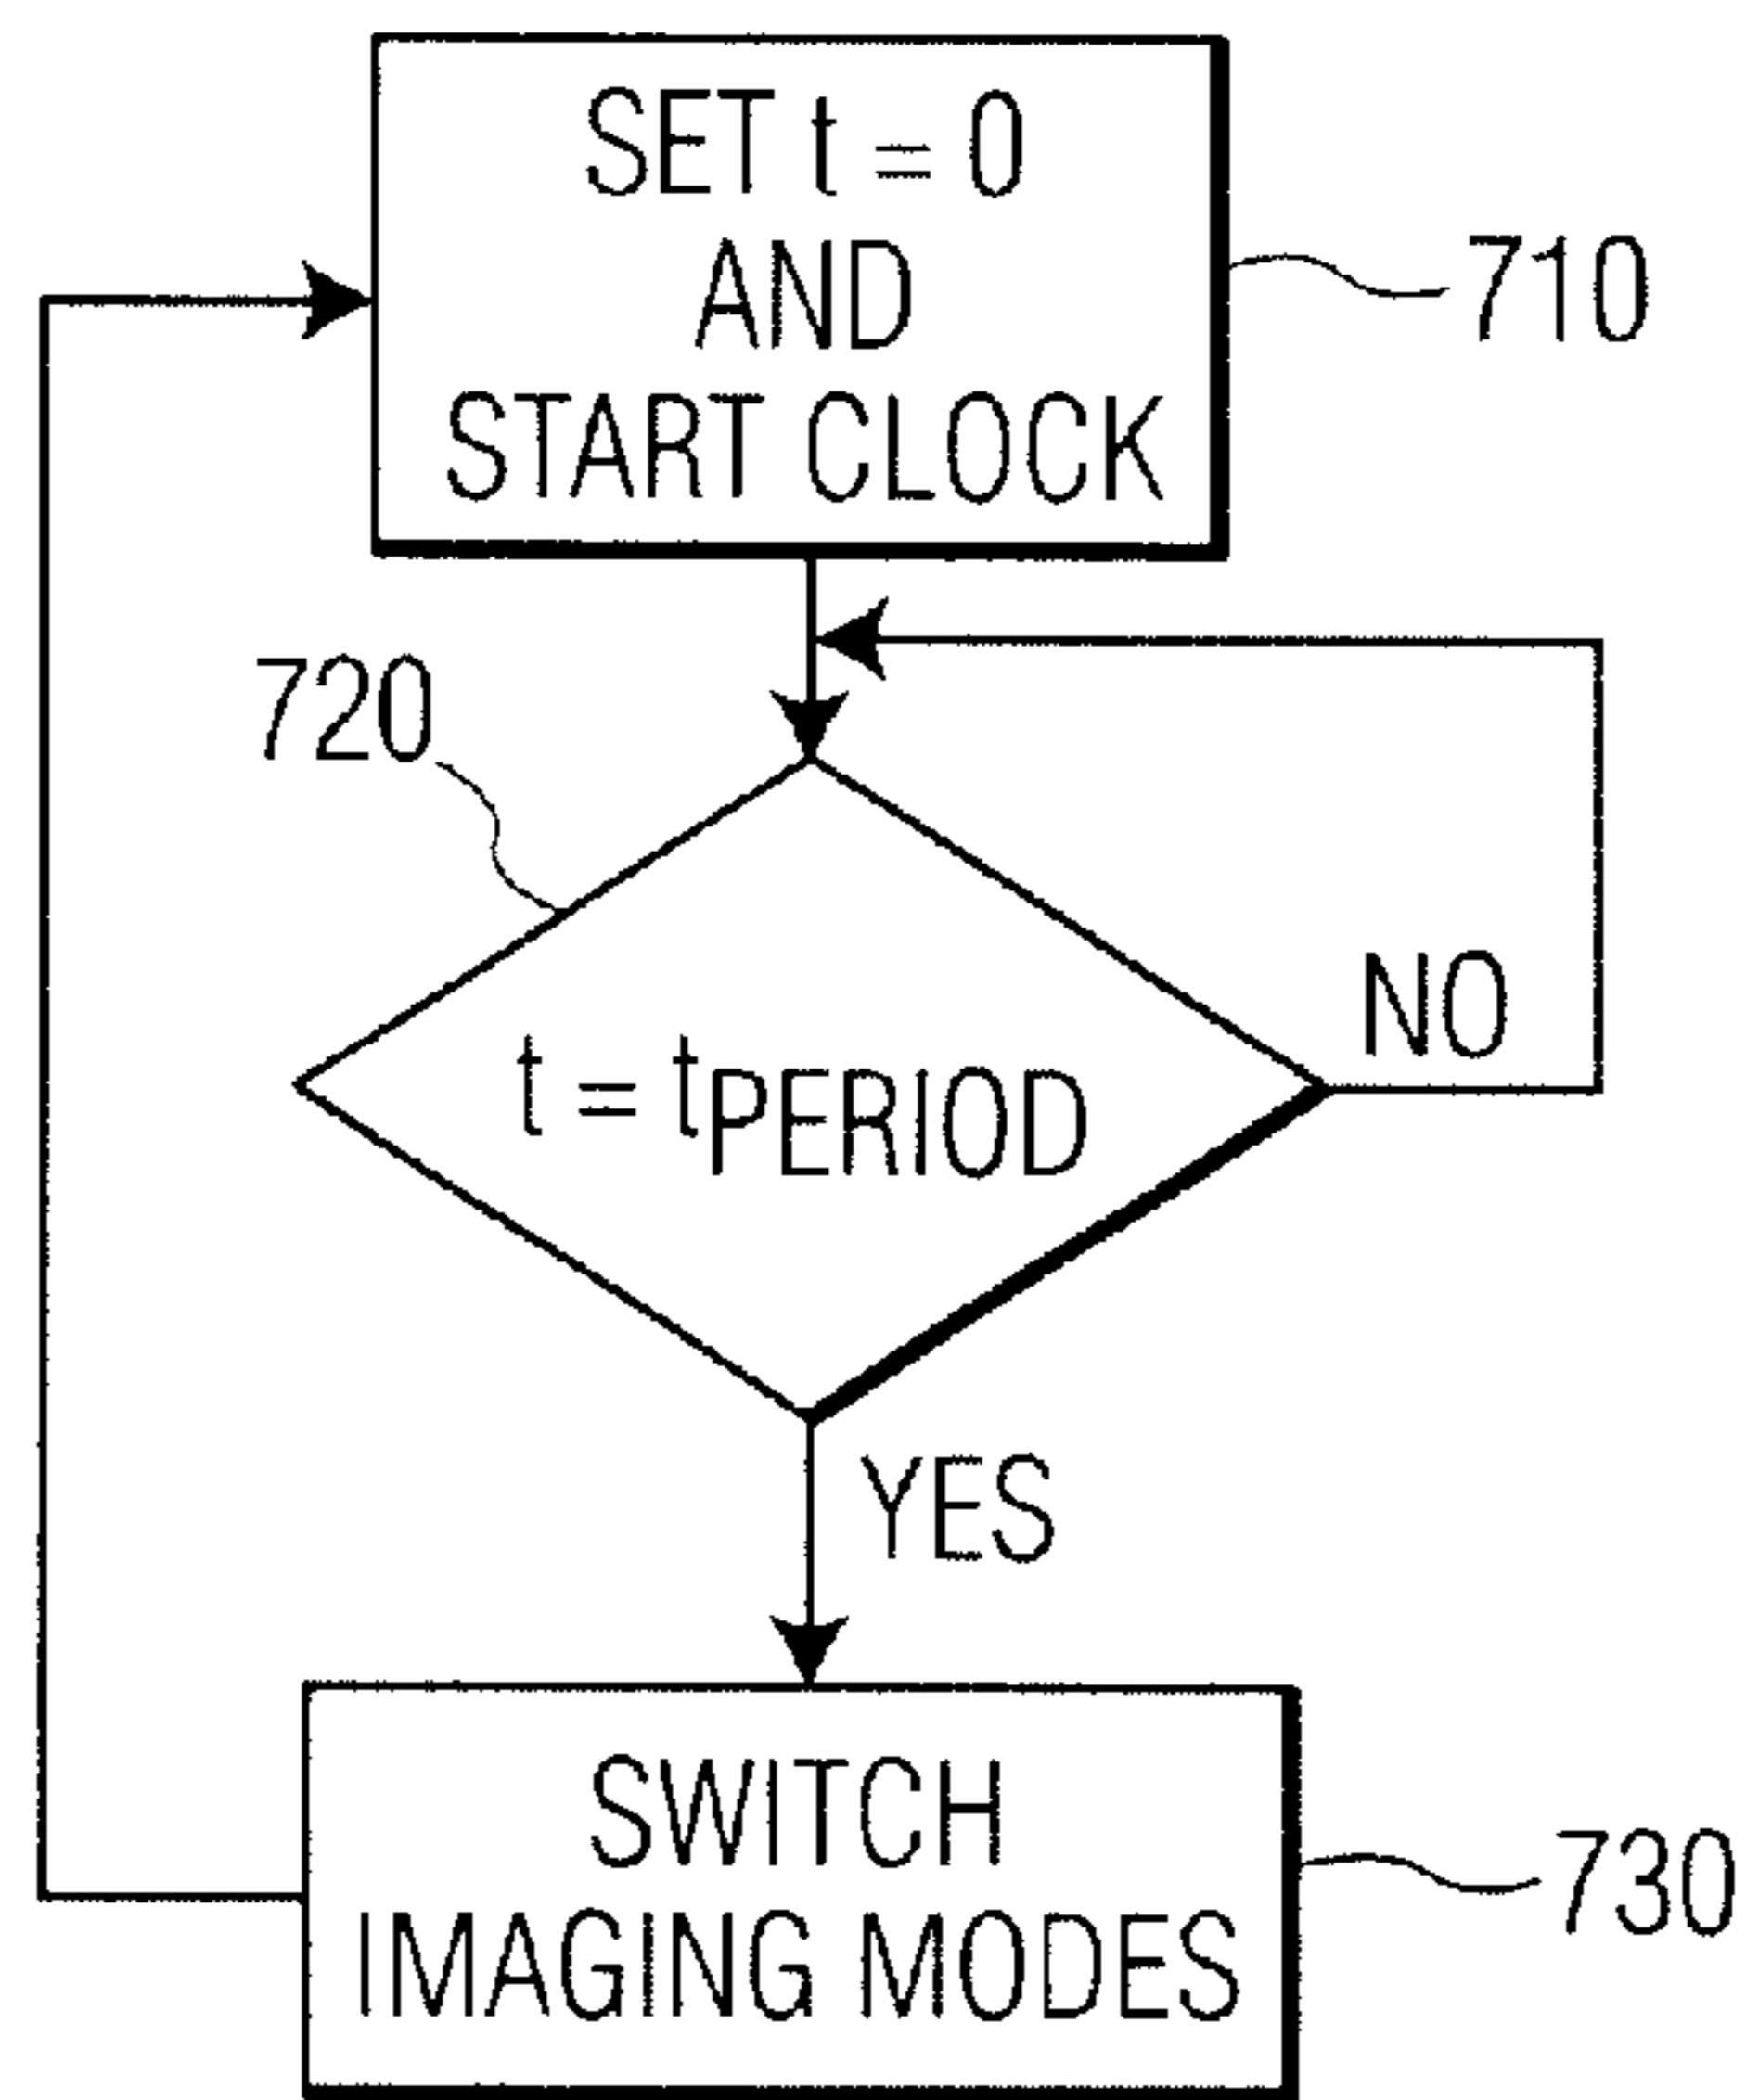 SET t = 0
AND
START CLOCK
710
720
t = tPERIOD
NO
YES
SWITCH
IMAGING MODES
730